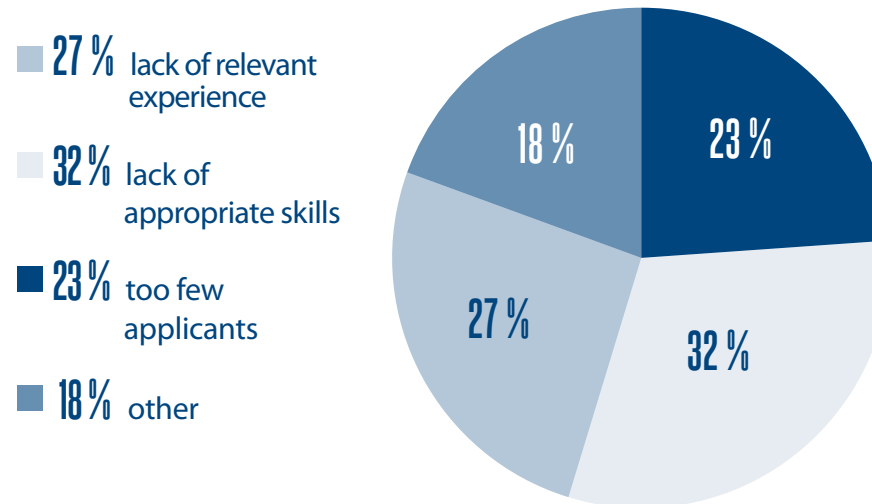 27 % lack of relevant
experience
32 % lack of
appropriate skills
23 % too few
applicants
18 % other
18 %
23 %
27 %
32 %